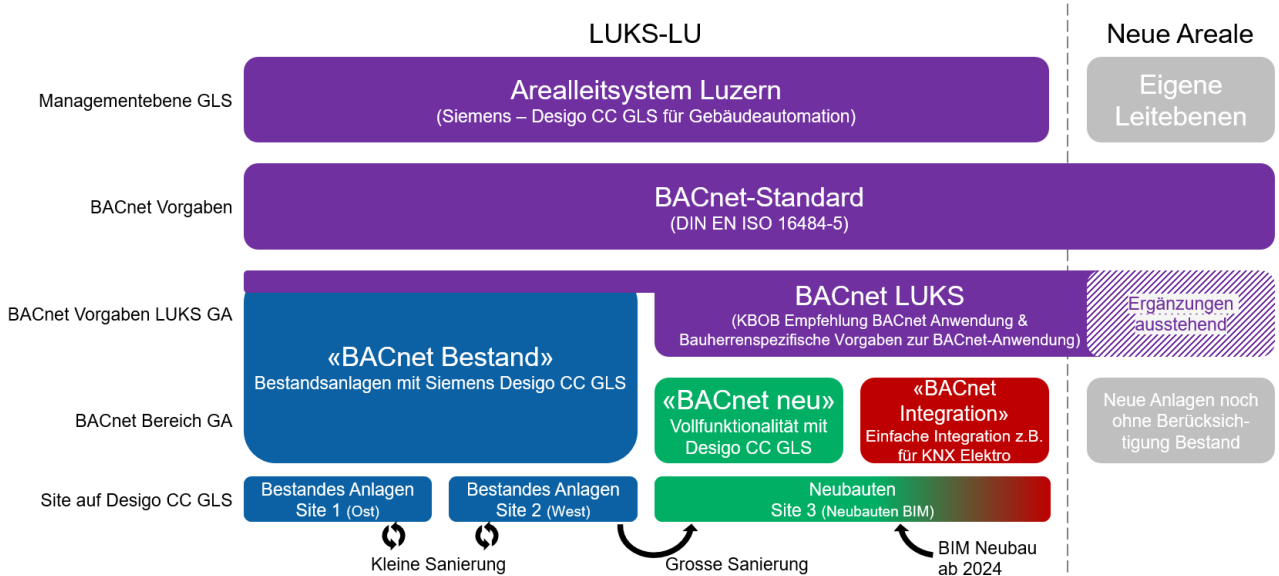 LUKS-LU
Neue Areale
Managementebene GLS
Arealleitsystem Luzern
(Siemens – Desigo CC GLS für Gebäudeautomation)
Eigene
Leitebenen
BACnet Vorgaben
BACnet-Standard
(DIN EN ISO 16484-5)
BACnet Vorgaben LUKS GA
BACnet LUKS
(KBOB Empfehlung BACnet Anwendung &
Bauherrenspezifische Vorgaben zur BACnet-Anwendung)
Ergänzungen
ausstehend
«BACnet Bestand»
Bestandsanlagen mit Siemens Desigo CC GLS
BACnet Bereich GA
«BACnet neu»
Vollfunktionalität mit
Desigo CC GLS
«BACnet
Integration»
Einfache Integration z.B.
für KNX Elektro
Neue Anlagen noch
ohne Berücksich-
tigung Bestand
Site auf Desigo CC GLS
Bestandes Anlagen
Site 1 (Ost)
Bestandes Anlagen
Site 2 (West)
Neubauten
Site 3 (Neubauten BIM)
Kleine Sanierung
Grosse Sanierung
BIM Neubau
ab 2024